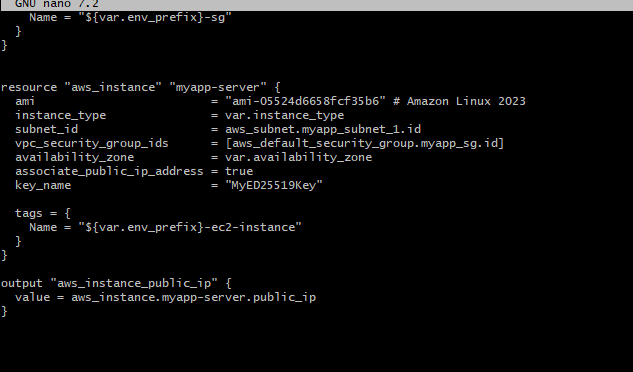 GNU nano 7.2
    Name = "${var.env_prefix}-sg"
  }
}
resource "aws_instance" "myapp-server" {
  ami                         = "ami-05524d6658fcf35b6" # Amazon Linux 2023
  instance_type               = var.instance_type
  subnet_id                   = aws_subnet.myapp_subnet_1.id
  vpc_security_group_ids      = [aws_default_security_group.myapp_sg.id]
  availability_zone           = var.availability_zone
  associate_public_ip_address = true
  key_name                    = "MyED25519Key"
  tags = {
    Name = "${var.env_prefix}-ec2-instance"
  }
}
output "aws_instance_public_ip" {
  value = aws_instance.myapp-server.public_ip
}